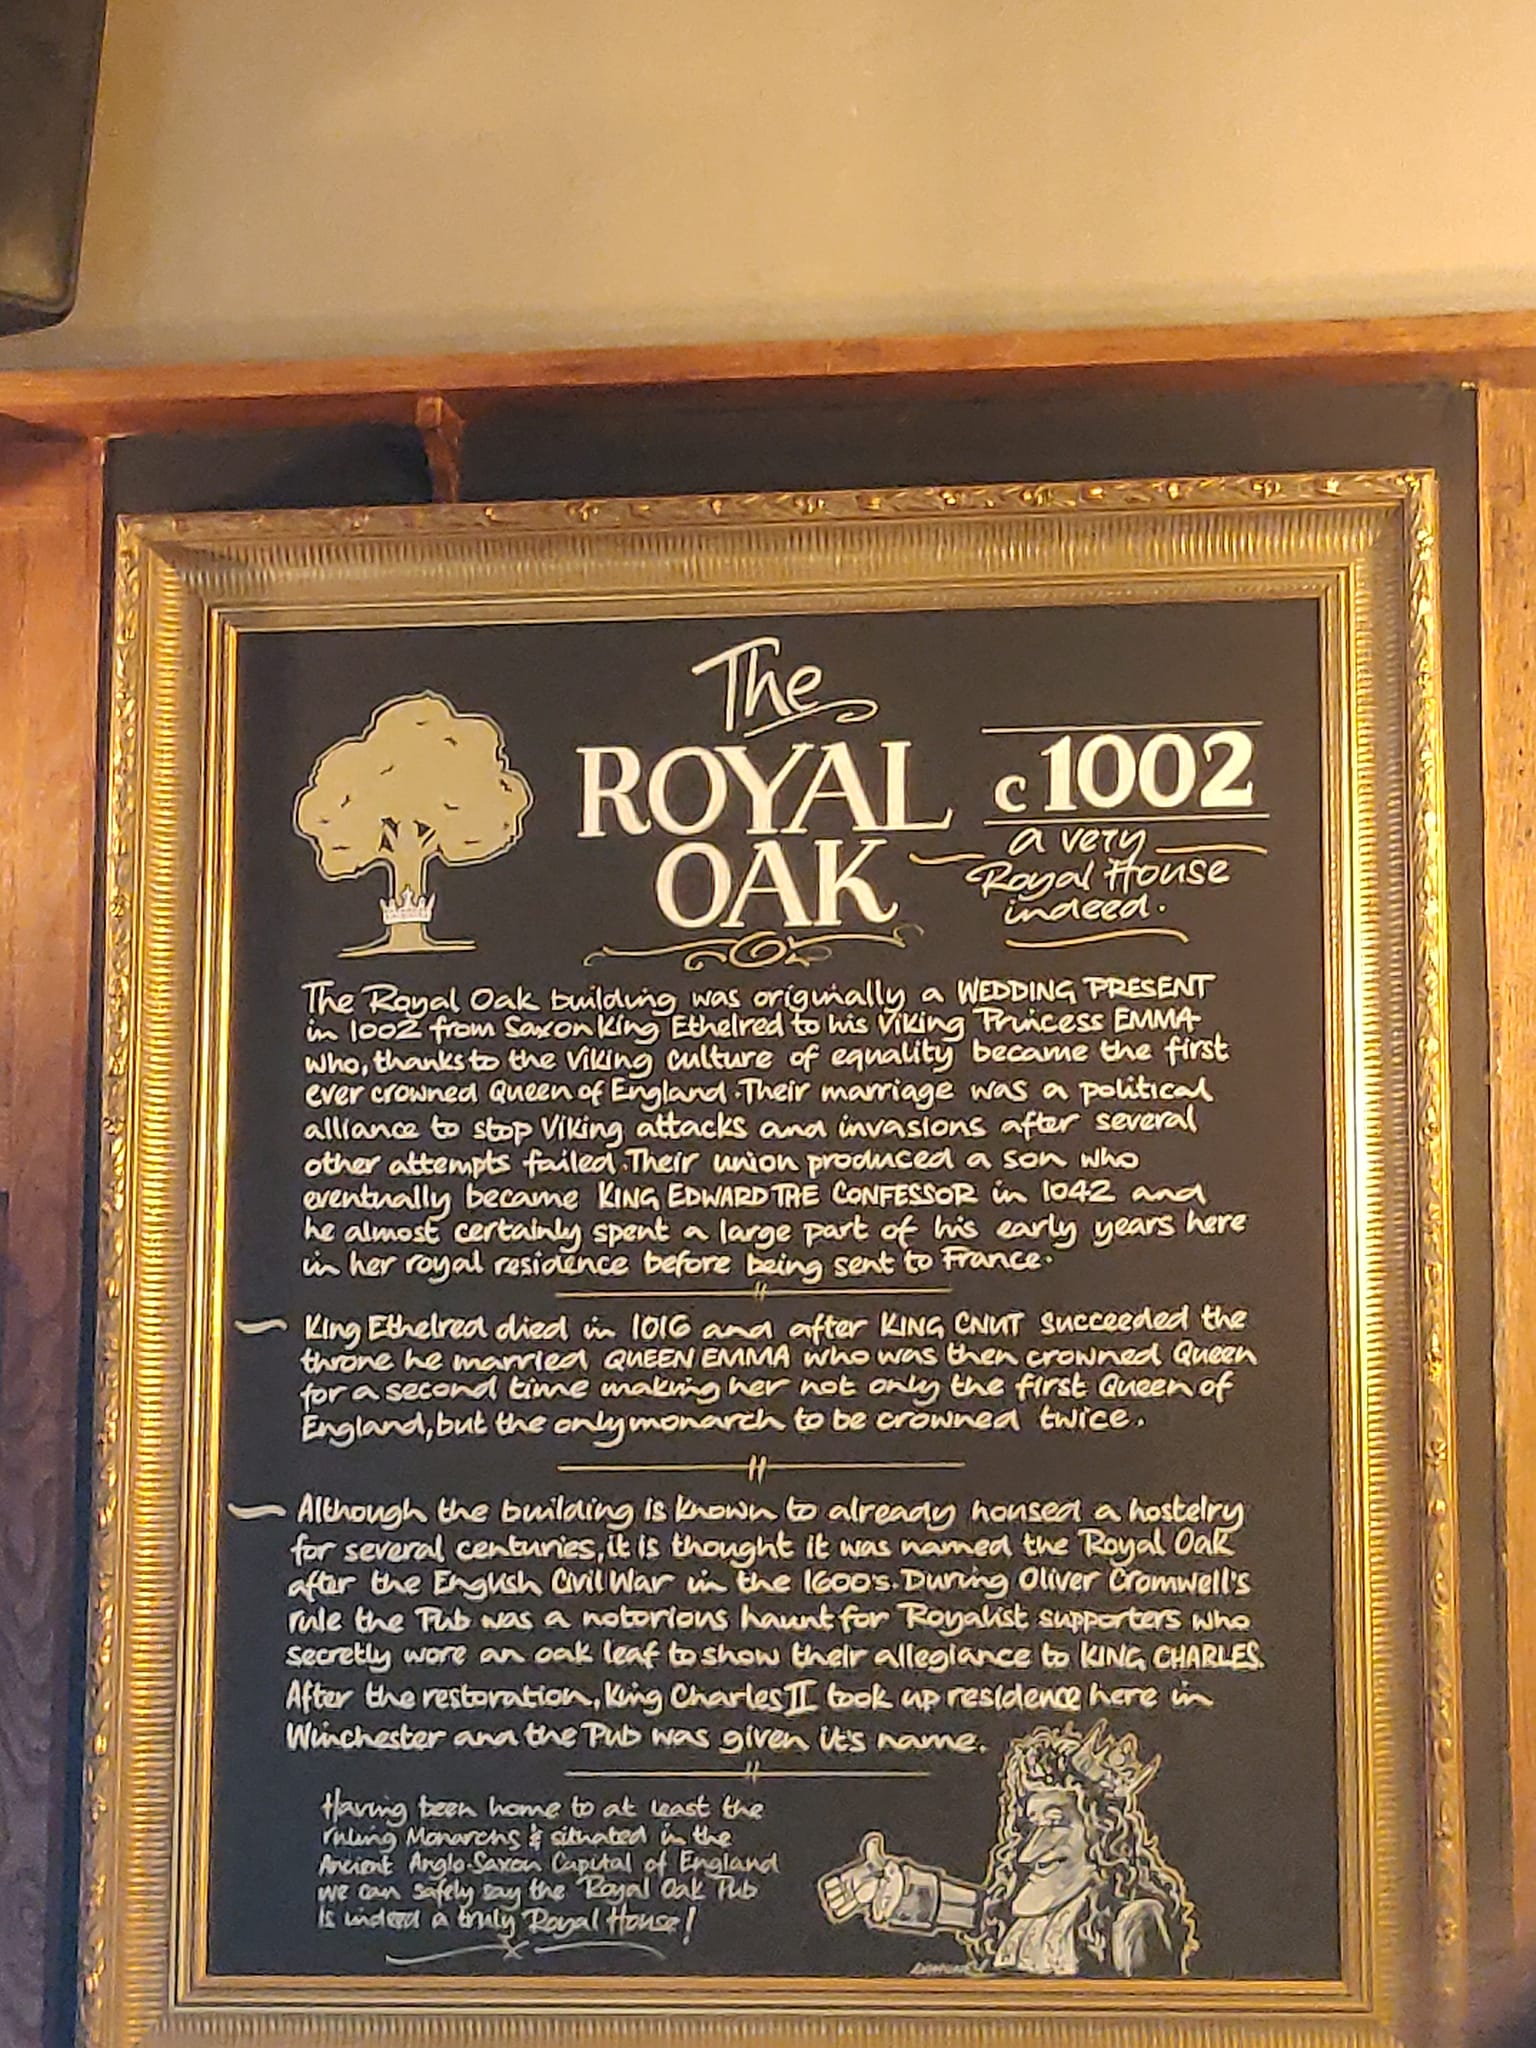 The
ROYAL
OAK
c 1002
a very
Royal House
indeed.
The Royal Oak building was originally a WEDDING PRESENT
in 1002 from Saxon King Ethelred to his Viking Princess EMMA
who, thanks to the Viking culture of equality became the first
ever crowned Queen of England. Their marriage was a political
alliance to stop Viking attacks and invasions after several
other attempts failed. Their union produced a son who
eventually became KING EDWARD THE CONFESSOR in 1042 and
he almost certainly spent a large part of his early years here
in her royal residence before being sent to France.
King Ethelred died in 1016 and after KING CNUT succeeded the
throne he married QUEEN EMMA who was then crowned Queen
for a second time making her not only the first Queen of
England, but the only monarch to be crowned twice.
Although the building is known to already housed a hostelry
for several centuries, it is thought it was named the Royal Oak
after the English Civil War in the 1600's. During Oliver Cromwell's
rule the Pub was a notorious haunt for Royalist supporters who
secretly wore an oak leaf to show their allegiance to KING CHARLES.
After the restoration, King Charles II took up residence here in
Winchester and the Pub was given it's name.
Having been home to at least the
ruling Monarchs & situated in the
Ancient Anglo-Saxon Capital of England
we can safely say the Royal Oak Pub
is indeed a truly Royal House!